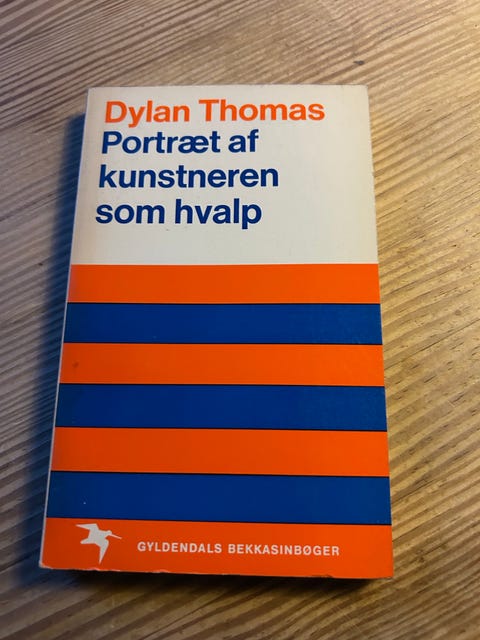 Dylan Thomas
Portræt af
kunstneren
som hvalp
GYLDENDALS BEKKASINBØGER